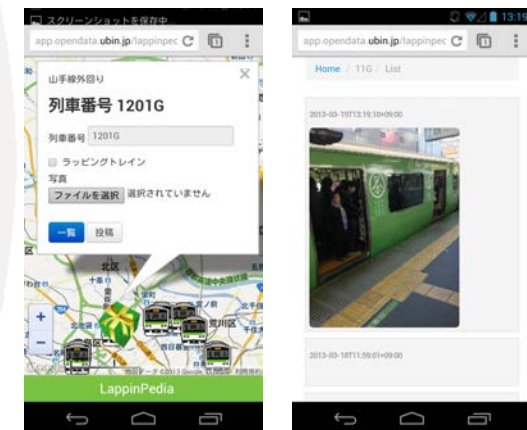 スクリーンショットを保存中...
app.opendata.ubin.jp/lappinpec
山手線外回り
列車番号 1201G
列車番号 1201G
ラッピングトレイン
写真
ファイルを選択 選択されていません
一覧 投稿
北区
十条
荒川区
LappinPedia
13:19
app.opendata.ubin.jp/lappinpec
Home / 11G / List
2013-03-19T13:19:10+09:00
2013-03-18T11:59:01+09:00